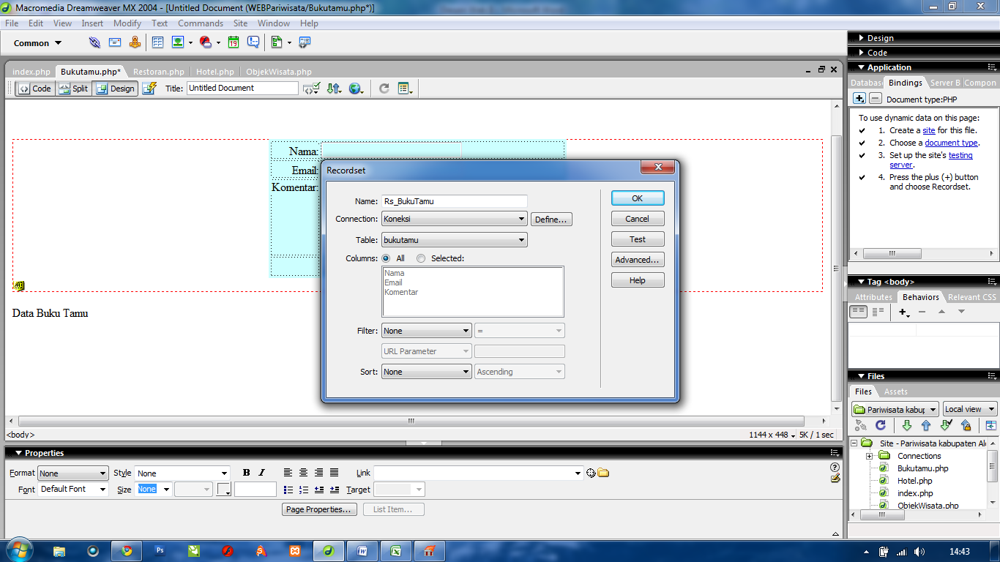 Macromedia Dreamweaver MX 2004 - [Untitled Document (WEBPariwisata/Bukutamu.php*)]
File Edit View Insert Modify Text Commands Site Window Help
Common
index.php Bukutamu.php* Restoran.php Hotel.php ObjekWisata.php
Code Split Design Title: Untitled Document
Nama:
Email:
Komentar:
Data Buku Tamu
Recordset
Name: Rs_BukuTamu
Connection: Koneksi Define...
Table: bukutamu
Columns: All Selected:
Nama
Email
Komentar
Filter: None =
URL Parameter
Sort: None Ascending
OK
Cancel
Test
Advanced...
Help
<body> 1144 x 448 5K / 1 sec
Properties
Format None Style None B I Link
Font Default Font Size None Target
Page Properties... List Item...
Design
Code
Application
Databas Bindings Server B Compon
Document type:PHP
To use dynamic data on this page:
1. Create a site for this file.
2. Choose a document type.
3. Set up the site's testing
server.
4. Press the plus (+) button
and choose Recordset.
Tag <body>
Attributes Behaviors Relevant CSS
Files
Files Assets
Pariwisata kabup Local view
Site - Pariwisata kabupaten Al
Connections
Bukutamu.php
Hotel.php
index.php
ObjekWisata.php
14:43